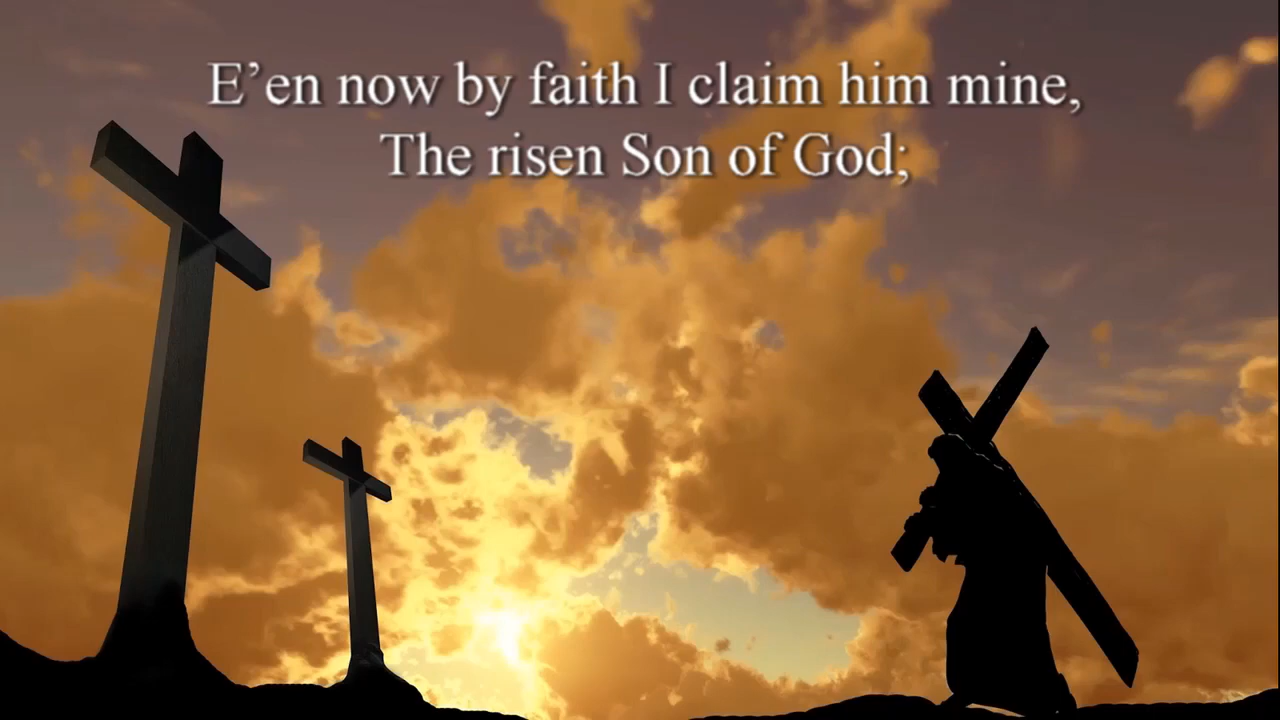 E’en now by faith I claim him mine,
The risen Son of God;